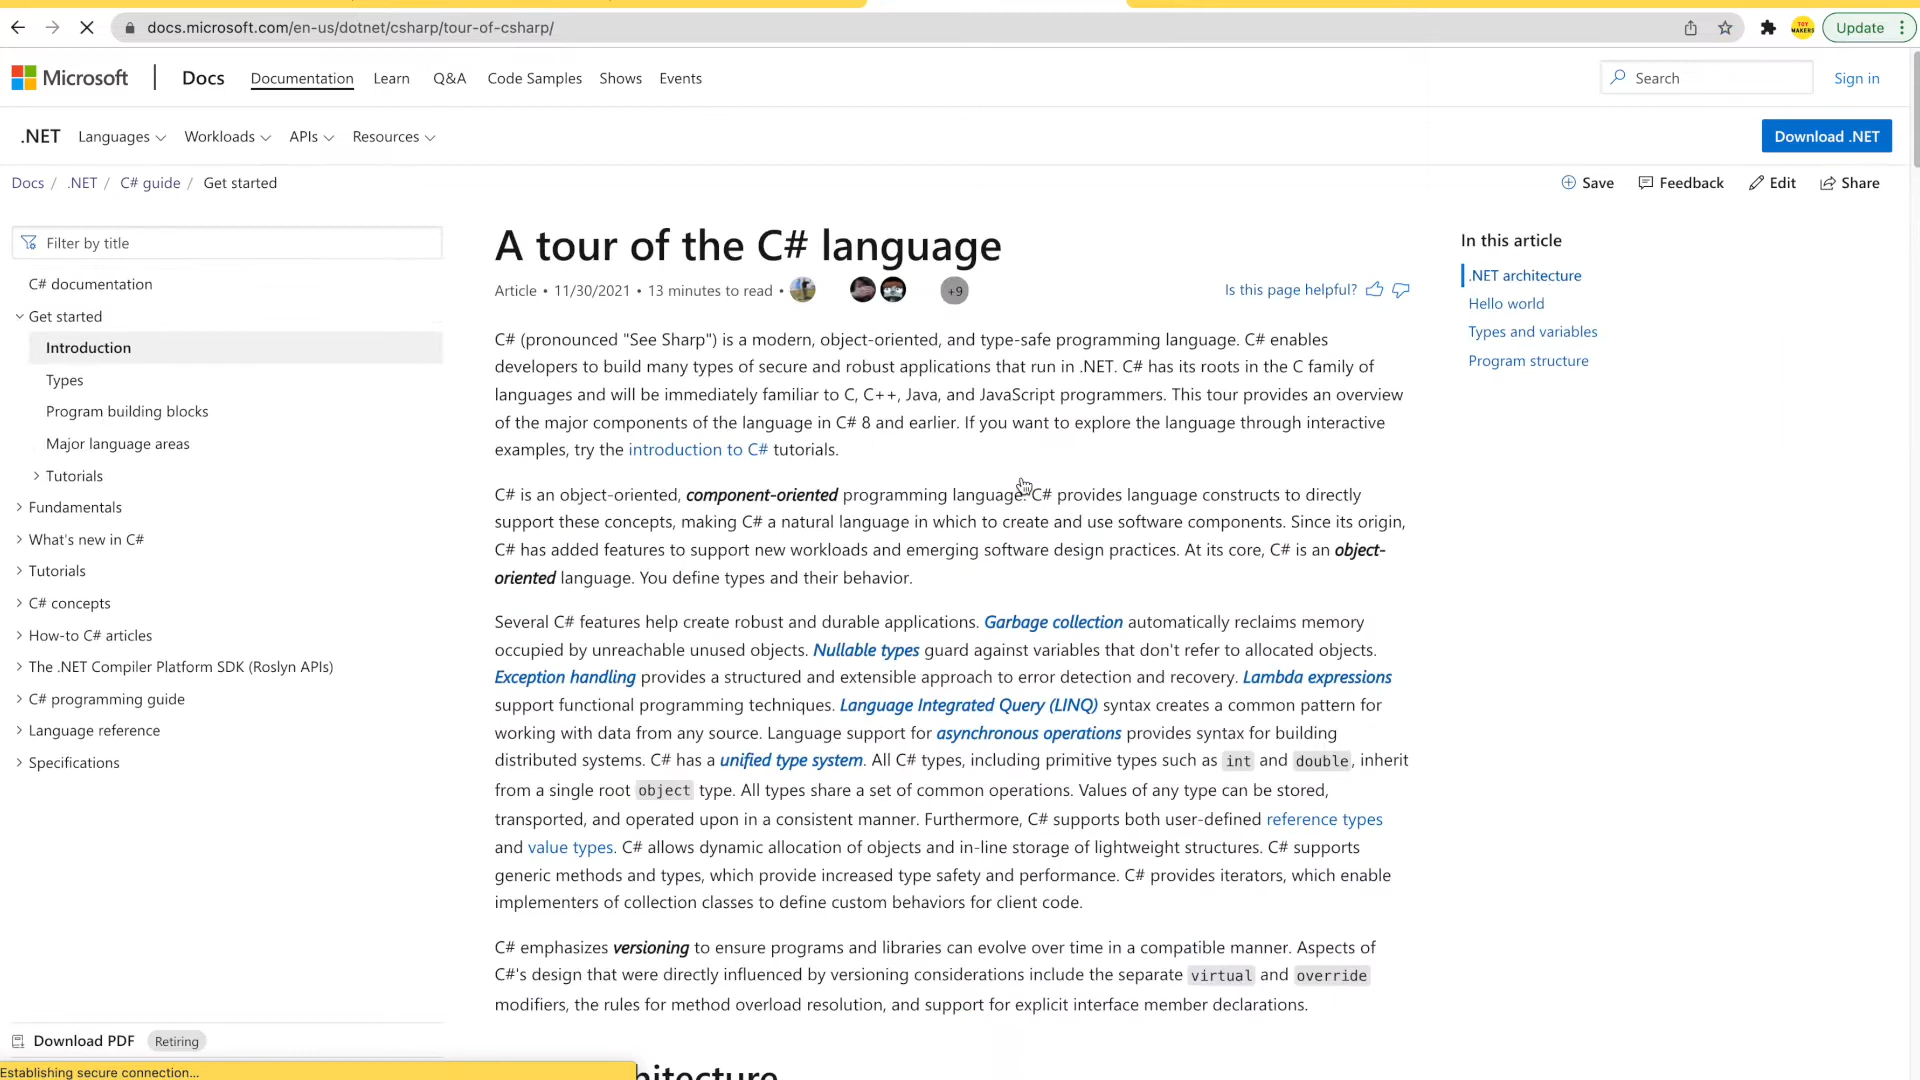 docs.microsoft.com/en-us/dotnet/csharp/tour-of-csharp/
TOY MAKERS
Update
Microsoft
Docs
Documentation
Learn
Q&A
Code Samples
Shows
Events
Search
Sign in
.NET
Languages
Workloads
APIs
Resources
Download .NET
Docs / .NET / C# guide / Get started
Save
Feedback
Edit
Share
Filter by title
C# documentation
Get started
Introduction
Types
Program building blocks
Major language areas
Tutorials
Fundamentals
What's new in C#
Tutorials
C# concepts
How-to C# articles
The .NET Compiler Platform SDK (Roslyn APIs)
C# programming guide
Language reference
Specifications
Download PDF
Retiring
Establishing secure connection...
A tour of the C# language
Article • 11/30/2021 • 13 minutes to read •
+9
Is this page helpful?
C# (pronounced "See Sharp") is a modern, object-oriented, and type-safe programming language. C# enables
developers to build many types of secure and robust applications that run in .NET. C# has its roots in the C family of
languages and will be immediately familiar to C, C++, Java, and JavaScript programmers. This tour provides an overview
of the major components of the language in C# 8 and earlier. If you want to explore the language through interactive
examples, try the introduction to C# tutorials.
C# is an object-oriented, component-oriented programming language. C# provides language constructs to directly
support these concepts, making C# a natural language in which to create and use software components. Since its origin,
C# has added features to support new workloads and emerging software design practices. At its core, C# is an object-
oriented language. You define types and their behavior.
Several C# features help create robust and durable applications. Garbage collection automatically reclaims memory
occupied by unreachable unused objects. Nullable types guard against variables that don't refer to allocated objects.
Exception handling provides a structured and extensible approach to error detection and recovery. Lambda expressions
support functional programming techniques. Language Integrated Query (LINQ) syntax creates a common pattern for
working with data from any source. Language support for asynchronous operations provides syntax for building
distributed systems. C# has a unified type system. All C# types, including primitive types such as int and double, inherit
from a single root object type. All types share a set of common operations. Values of any type can be stored,
transported, and operated upon in a consistent manner. Furthermore, C# supports both user-defined reference types
and value types. C# allows dynamic allocation of objects and in-line storage of lightweight structures. C# supports
generic methods and types, which provide increased type safety and performance. C# provides iterators, which enable
implementers of collection classes to define custom behaviors for client code.
C# emphasizes versioning to ensure programs and libraries can evolve over time in a compatible manner. Aspects of
C#'s design that were directly influenced by versioning considerations include the separate virtual and override
modifiers, the rules for method overload resolution, and support for explicit interface member declarations.
In this article
.NET architecture
Hello world
Types and variables
Program structure